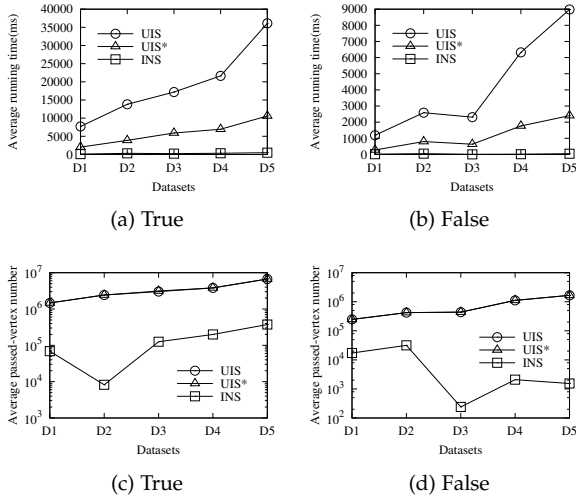 Average running time(ms)
40000
35000
30000
25000
20000
15000
10000
5000
0
UIS
UIS*
INS
D1 D2 D3 D4 D5
Datasets
(a) True
Average running time(ms)
9000
8000
7000
6000
5000
4000
3000
2000
1000
0
UIS
UIS*
INS
D1 D2 D3 D4 D5
Datasets
(b) False
Average passed-vertex number
10^7
10^6
10^5
10^4
10^3
UIS
UIS*
INS
D1 D2 D3 D4 D5
Datasets
(c) True
Average passed-vertex number
10^7
10^6
10^5
10^4
10^3
10^2
UIS
UIS*
INS
D1 D2 D3 D4 D5
Datasets
(d) False